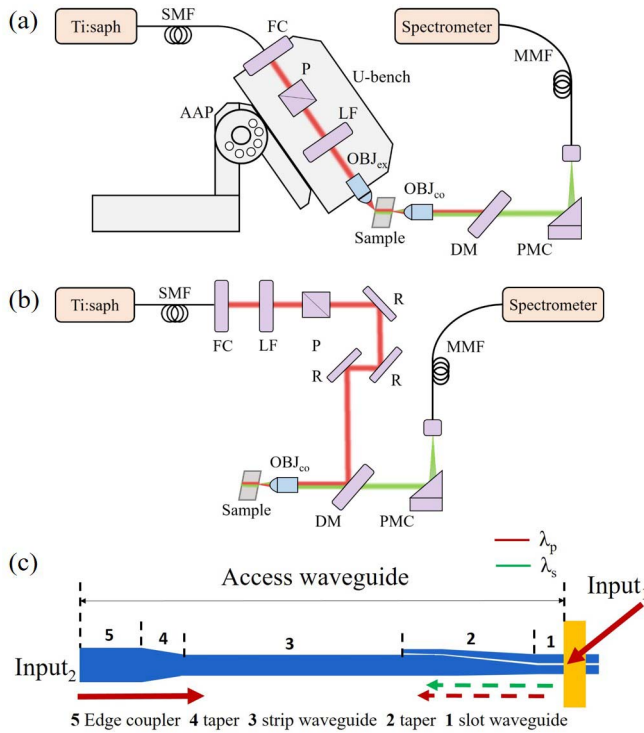 (a)
Ti:saph
SMF
FC
P
U-bench
AAP
LF
OBJex
OBJco
Sample
DM
PMC
Spectrometer
MMF
(b)
Ti:saph
SMF
FC
LF
P
R
R
R
Spectrometer
MMF
OBJco
Sample
DM
PMC
(c)
λp
λs
Access waveguide
Input
5 4 3 2 1
Input2
5 Edge coupler 4 taper 3 strip waveguide 2 taper 1 slot waveguide